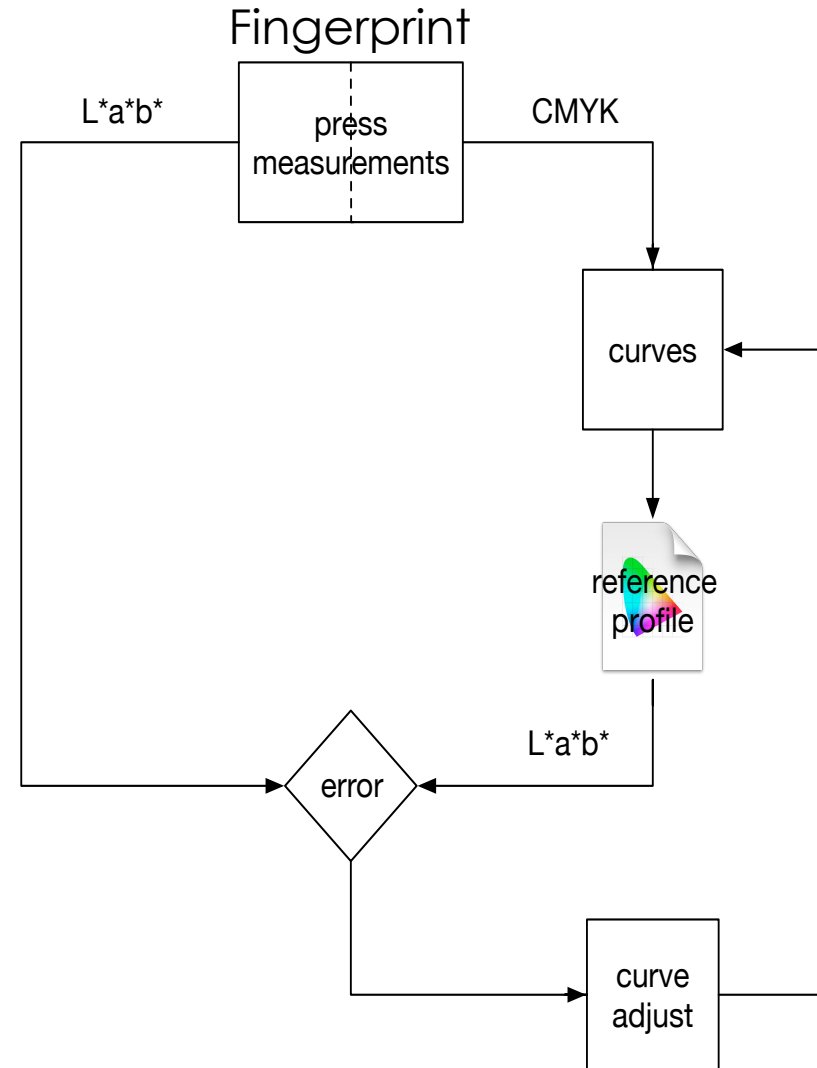 Fingerprint
L*a*b*
press
measurements
CMYK
curves
reference
profile
L*a*b*
error
curve
adjust